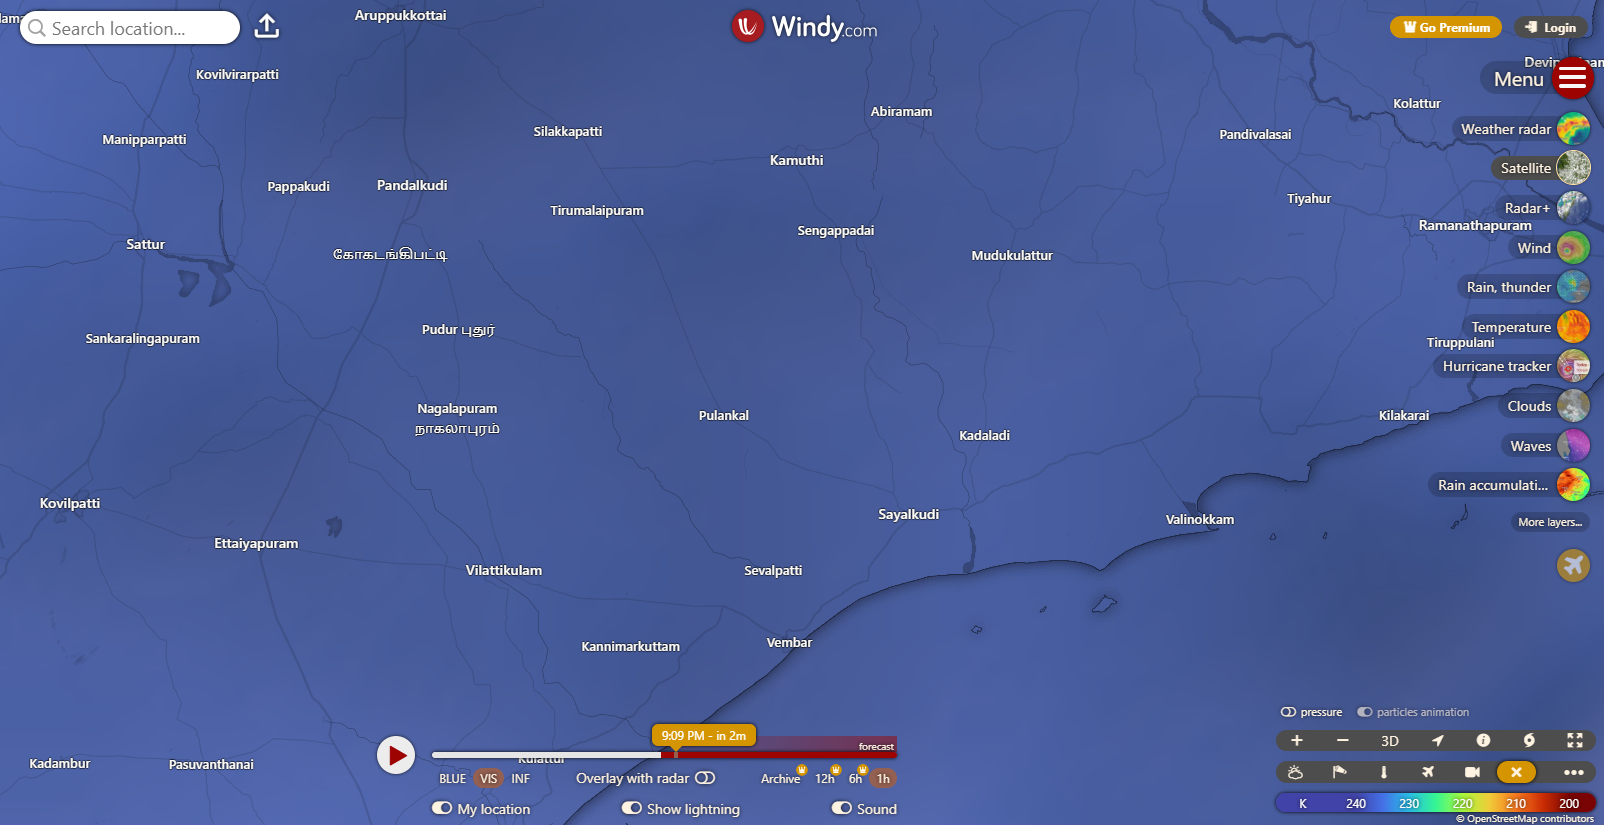 Aruppukkottai
Search location...
Windy.com
Go Premium
Login
Kovilvirarpatti
Menu
Kolattur
Abiramam
Manipparpatti
Silakkapatti
Pandivalasai
Weather radar
Kamuthi
Satellite
Pappakudi
Pandalkudi
Tirumalaipuram
Tiyahur
Radar+
Sengappadai
Ramanathapuram
Sattur
கோகடங்கிபட்டி
Mudukulattur
Wind
Rain, thunder
Pudur புதூர்
Temperature
Sankaralingapuram
Tiruppulani
Hurricane tracker
Nagalapuram
நாகலாபுரம்
Pulankal
Kilakarai
Clouds
Kadaladi
Waves
Rain accumulati...
Kovilpatti
Sayalkudi
Valinokkam
More layers...
Ettaiyapuram
Vilattikulam
Sevalpatti
Kannimarkuttam
Vembar
pressure
particles animation
9:09 PM - in 2m
forecast
3D
Kadambur
Pasuvanthanai
Kulattur
BLUE
VIS
INF
Overlay with radar
Archive
12h
6h
1h
My location
Show lightning
Sound
K 240 230 220 210 200
© OpenStreetMap contributors